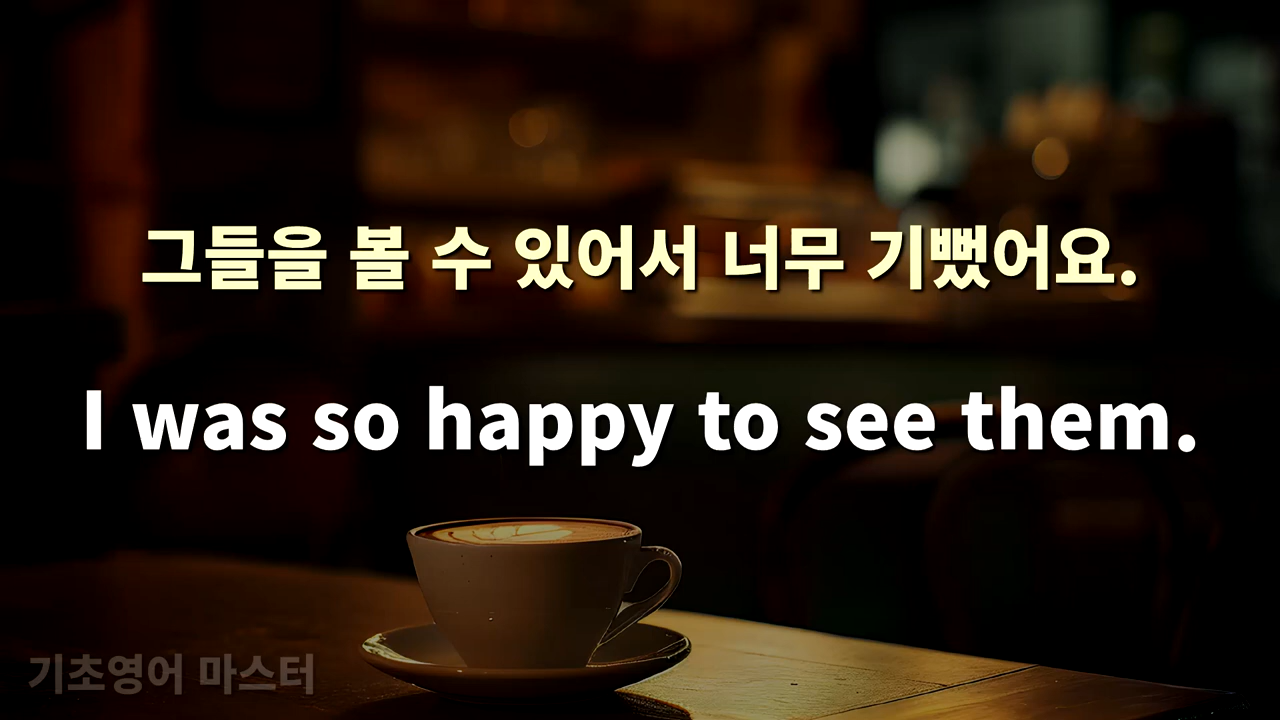 그들을 볼 수 있어서 너무 기뻤어요.
I was so happy to see them.
기초영어 마스터